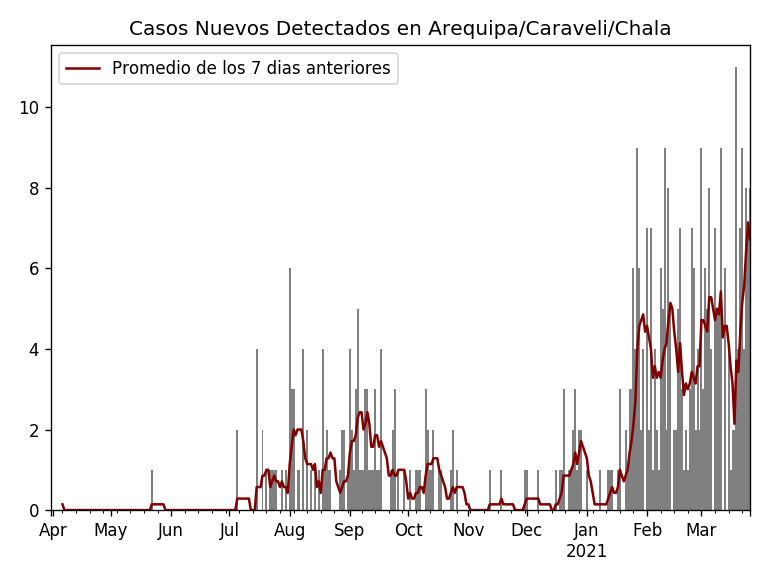 Casos Nuevos Detectados en Arequipa/Caraveli/Chala
Promedio de los 7 dias anteriores
10
8
6
4
2
0
Apr May Jun Jul Aug Sep Oct Nov Dec Jan Feb Mar
2021